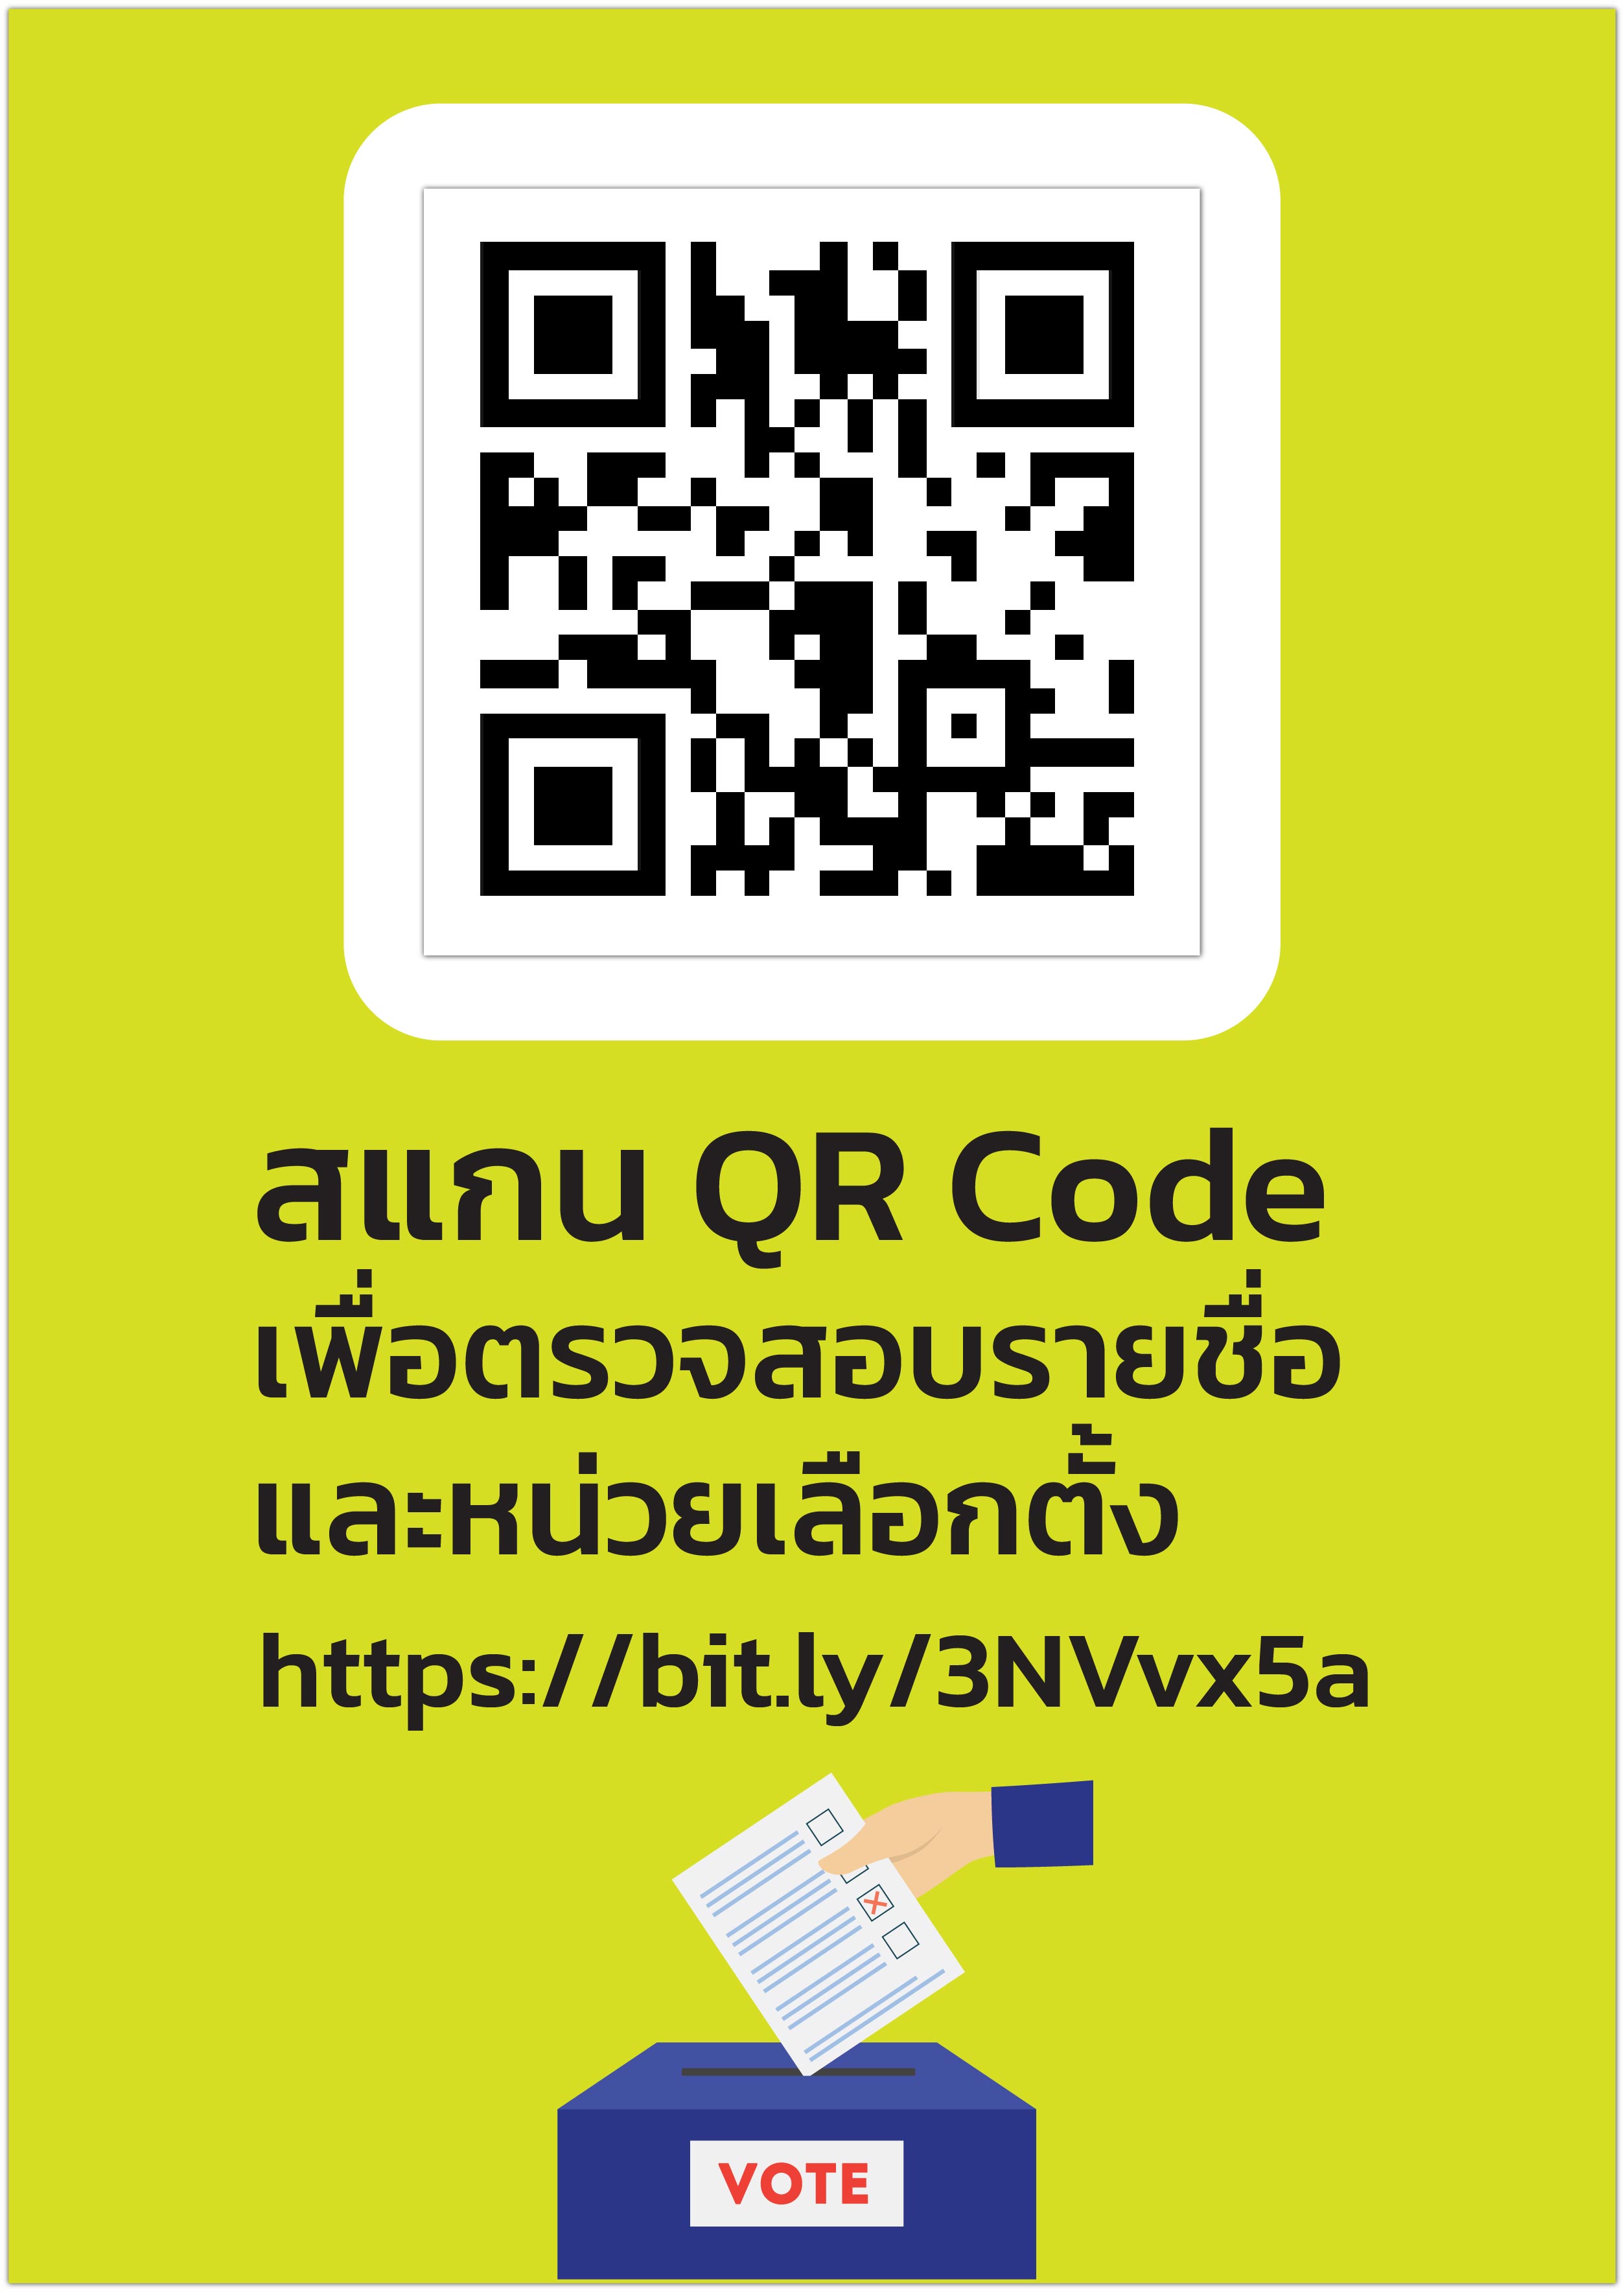 สแกน QR Code
เพื่อตรวจสอบรายชื่อ
และหน่วยเลือกตั้ง
https://bit.ly/3NVvx5a
VOTE